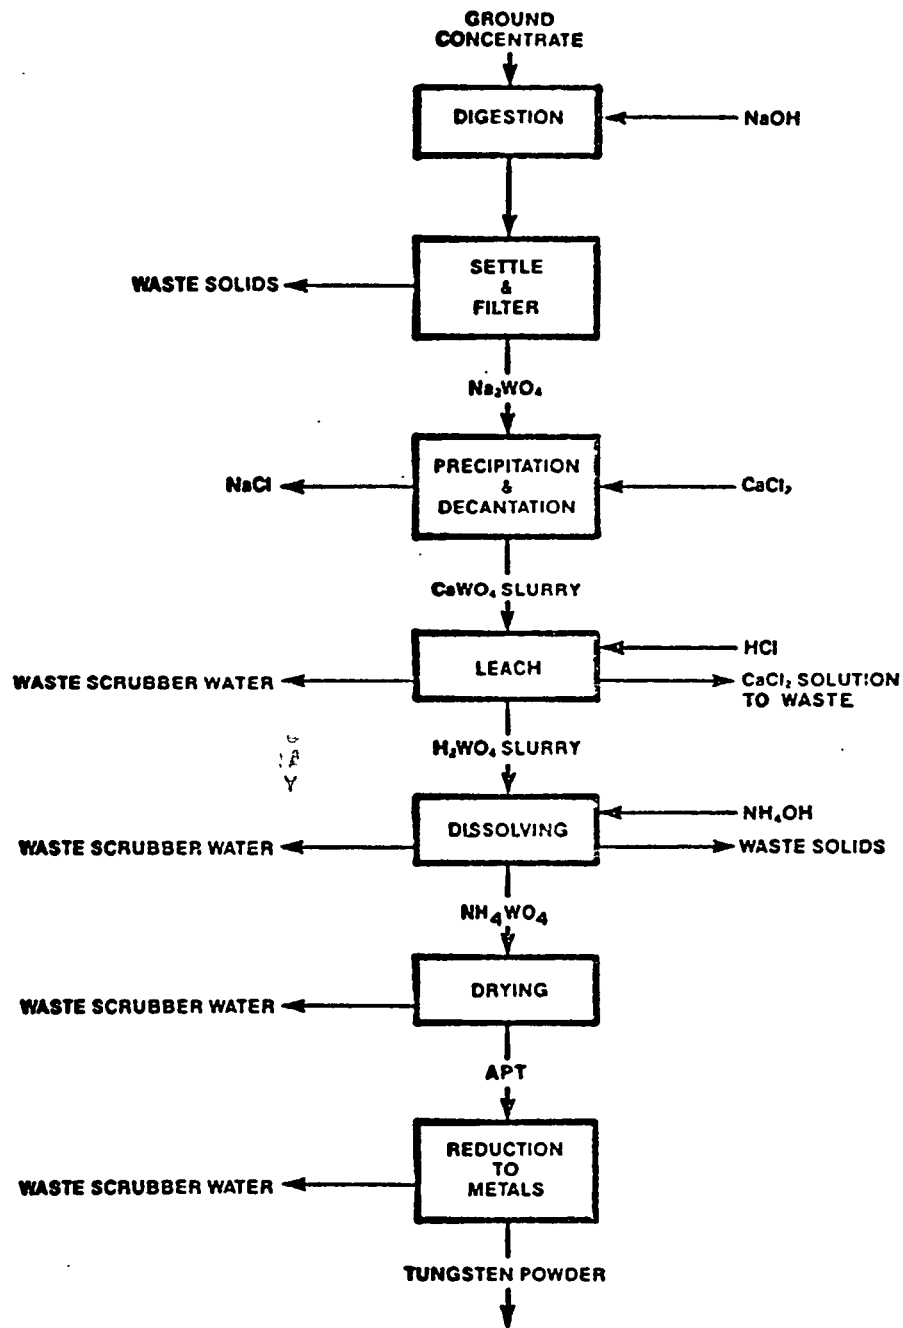 GROUND
CONCENTRATE
DIGESTION
NaOH
SETTLE
&
FILTER
WASTE SOLIDS
Na₂WO₄
PRECIPITATION
&
DECANTATION
NaCl
CaCl₂
CaWO₄ SLURRY
LEACH
HCl
WASTE SCRUBBER WATER
CaCl₂ SOLUTION
TO WASTE
H₂WO₄ SLURRY
DISSOLVING
NH₄OH
WASTE SCRUBBER WATER
WASTE SOLIDS
NH₄WO₄
DRYING
WASTE SCRUBBER WATER
APT
REDUCTION
TO
METALS
WASTE SCRUBBER WATER
TUNGSTEN POWDER